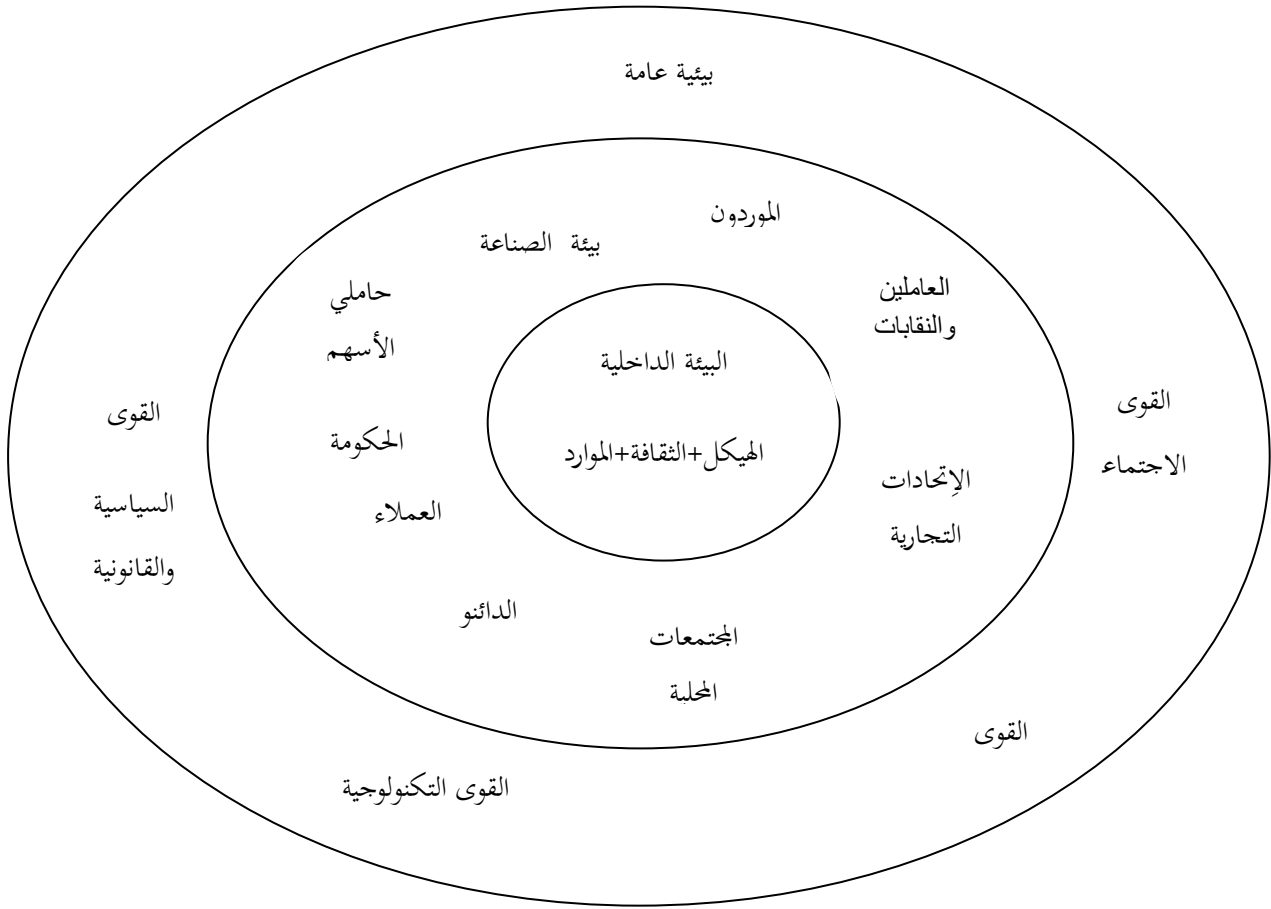 بيئية عامة
الموردون
بيئة الصناعة
العاملين
والنقابات
حاملي
الأسهم
البيئة الداخلية
القوى
الاجتماع
القوى
السياسية
والقانونية
الحكومة
الهيكل+الثقافة+الموارد
الإتحادات
التجارية
العملاء
الدائنو
المجتمعات
المحلية
القوى
القوى التكنولوجية